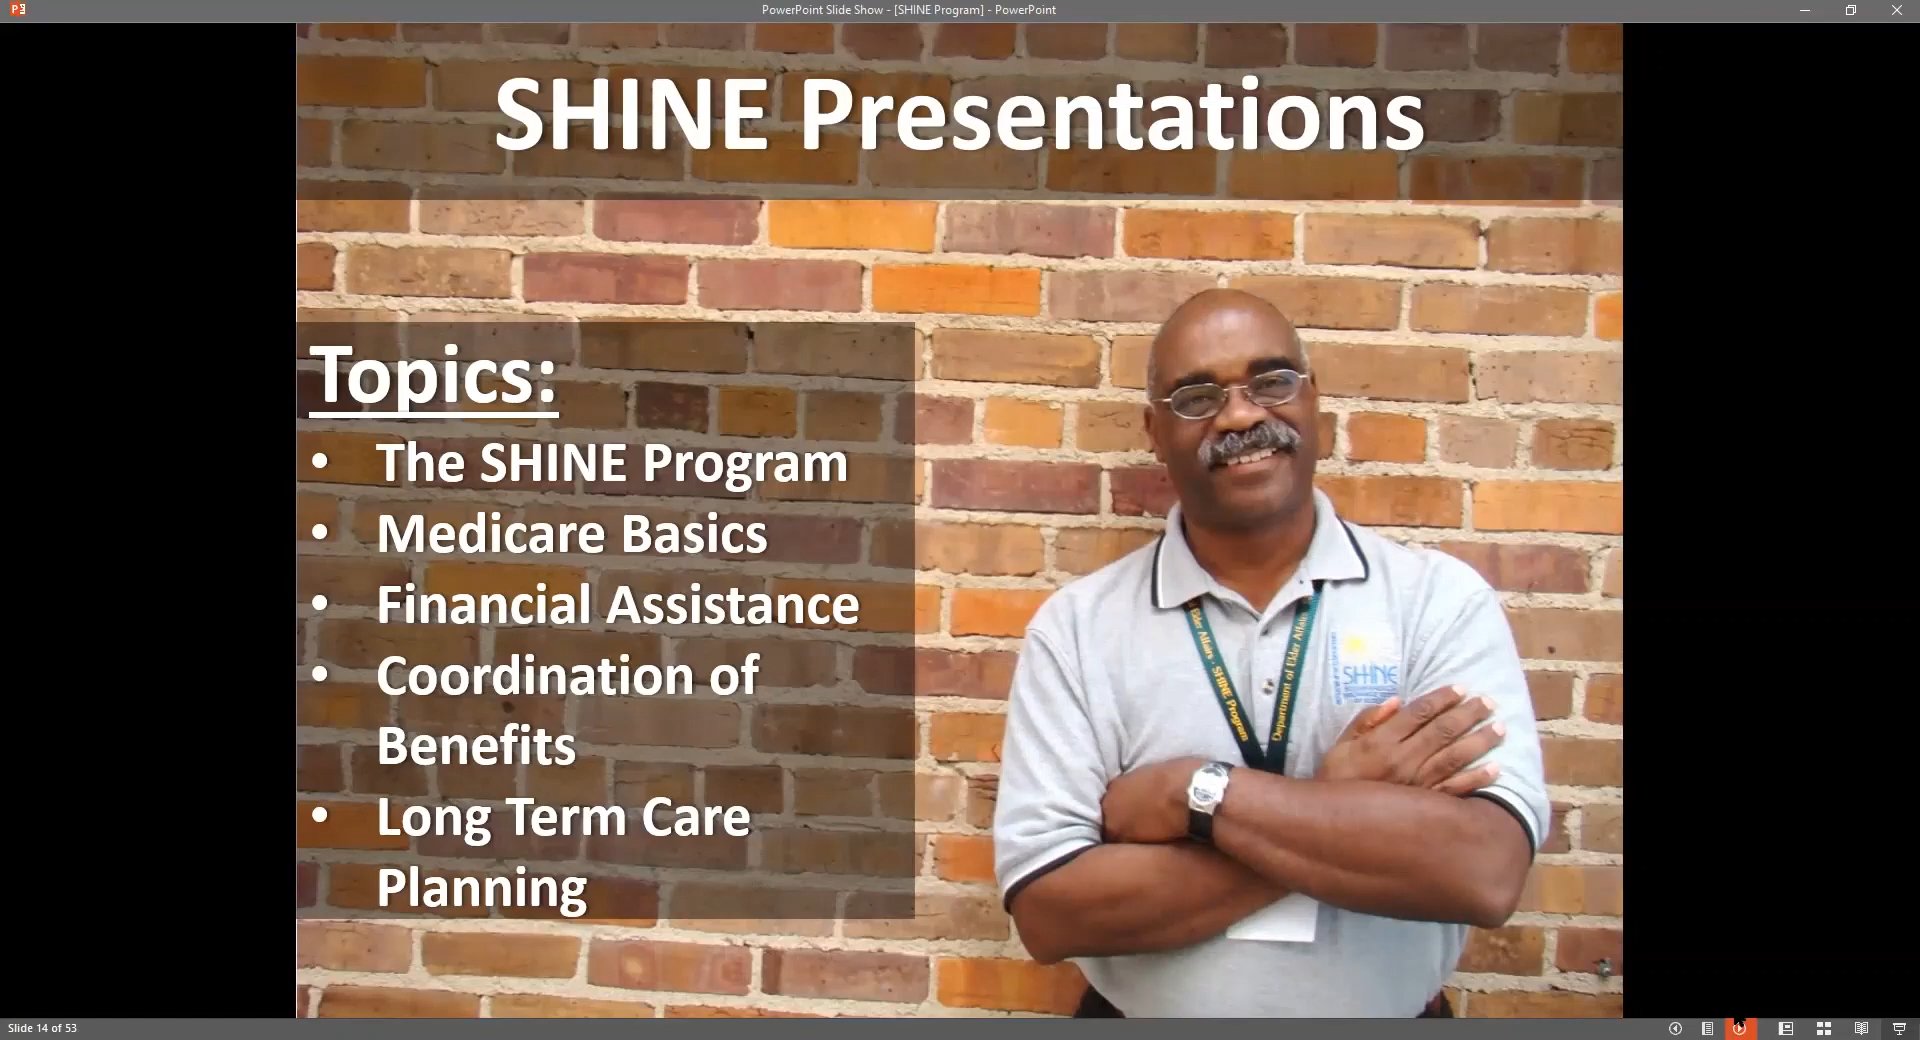 PowerPoint Slide Show - [SHINE Program] - PowerPoint
SHINE Presentations
Topics:
• The SHINE Program
• Medicare Basics
• Financial Assistance
• Coordination of
Benefits
• Long Term Care
Planning
Elder Affairs · SHINE Program
Department of Elder Affairs
SHINE
Slide 14 of 53